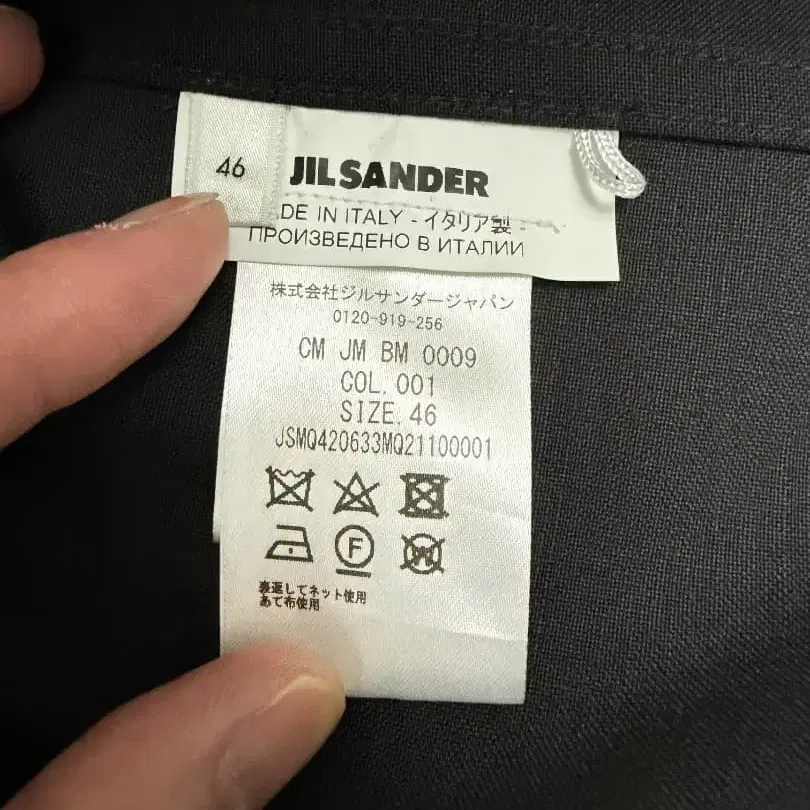 46
JIL SANDER
DE IN ITALY - イタリア製 -
ПРОИЗВЕДЕНО В ИТАЛИИ
株式会社ジルサンダージャパン
0120-919-256
CM JM BM 0009
COL. 001
SIZE. 46
JSMQ420633MQ21100001
F
W
裏返してネット使用
あて布使用